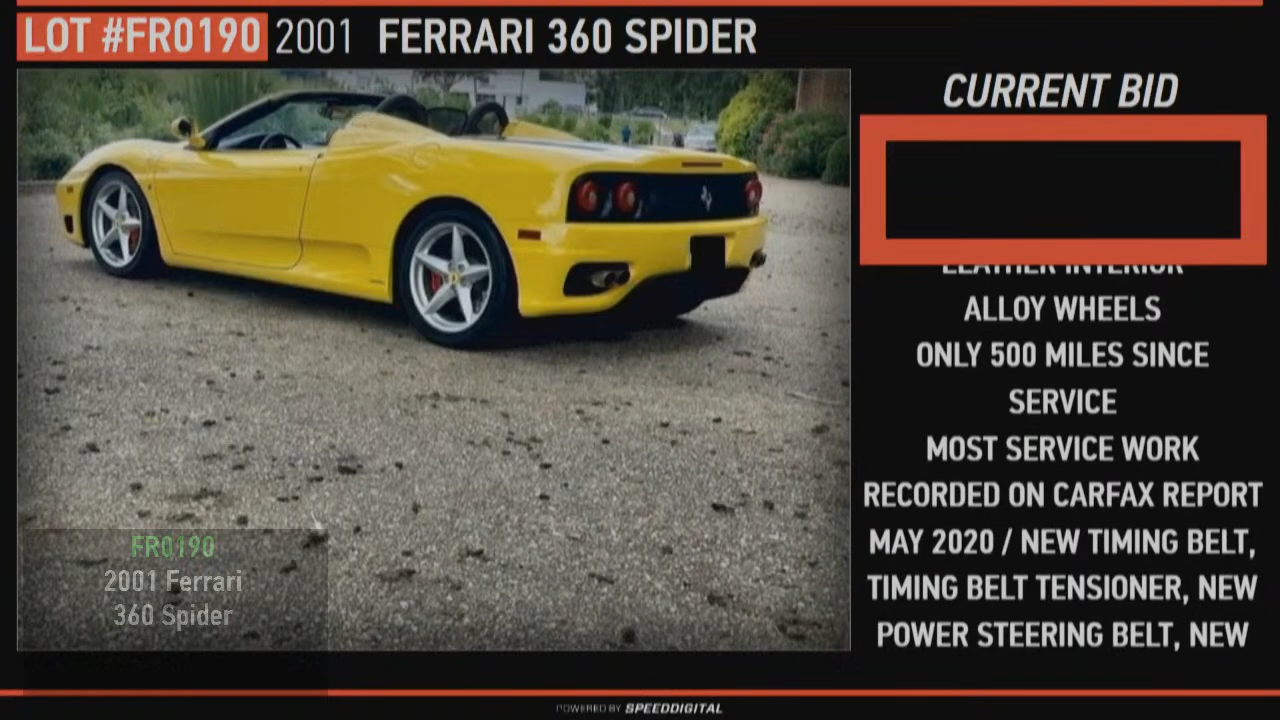 LOT #FR0190 2001 FERRARI 360 SPIDER
CURRENT BID
LEATHER INTERIOR
ALLOY WHEELS
ONLY 500 MILES SINCE
SERVICE
MOST SERVICE WORK
RECORDED ON CARFAX REPORT
MAY 2020 / NEW TIMING BELT,
TIMING BELT TENSIONER, NEW
POWER STEERING BELT, NEW
FR0190
2001 Ferrari
360 Spider
POWERED BY SPEEDDIGITAL